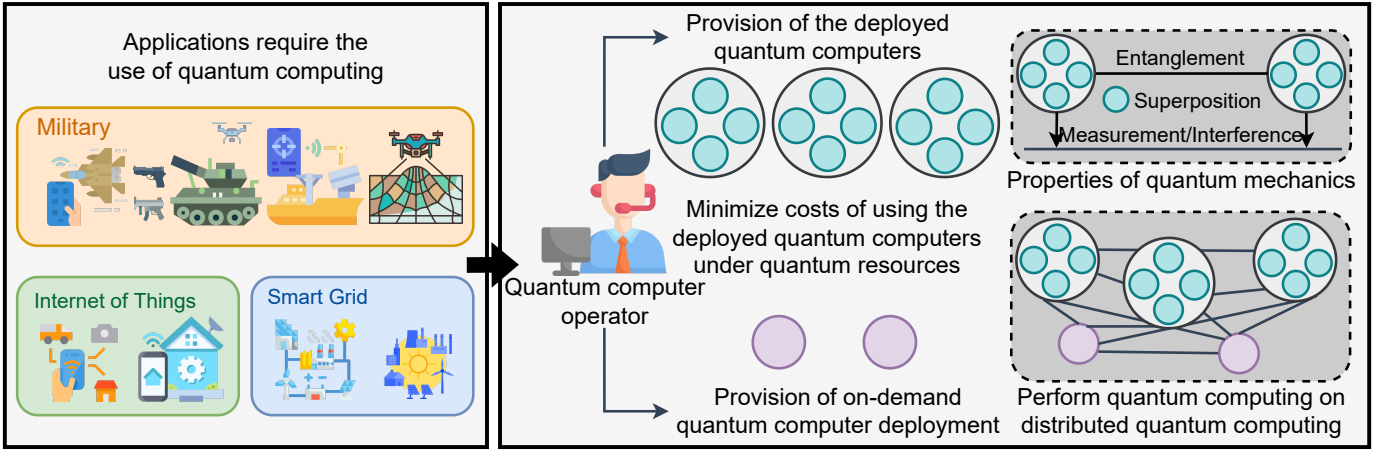 Applications require the
use of quantum computing
Military
Internet of Things
Smart Grid
Quantum computer
operator
Provision of the deployed
quantum computers
Minimize costs of using the
deployed quantum computers
under quantum resources
Provision of on-demand
quantum computer deployment
Entanglement
Superposition
Measurement/Interference
Properties of quantum mechanics
Perform quantum computing on
distributed quantum computing